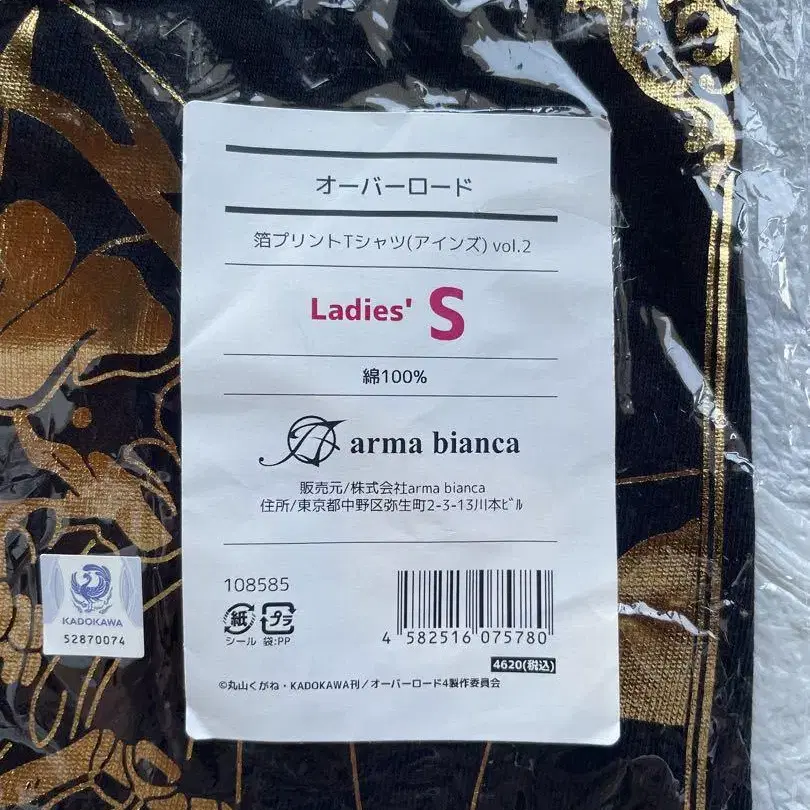 オーバーロード
箔プリントTシャツ(アインズ) vol.2
Ladies' S
綿100%
arma bianca
販売元/株式会社arma bianca
住所/東京都中野区弥生町2-3-13川本ﾋﾞﾙ
108585
紙 プラ
シール 袋:PP
4 582516 075780
4620(税込)
©丸山くがね・KADOKAWA刊／オーバーロード4製作委員会
KADOKAWA
52870074